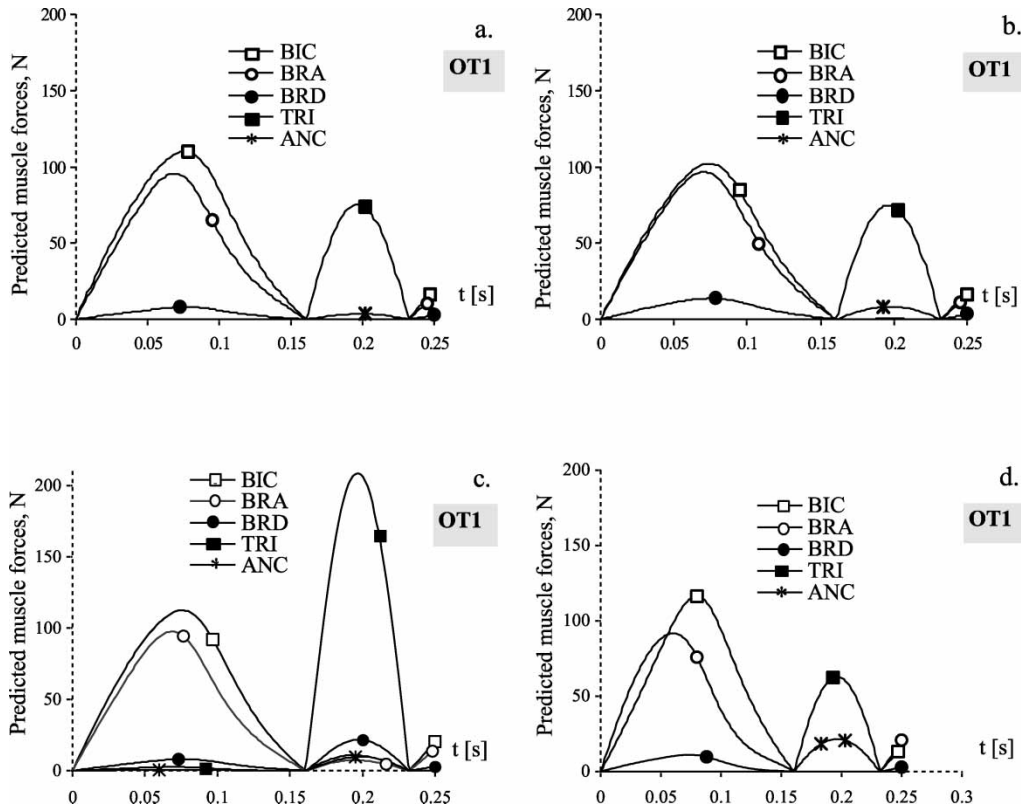 a.
OT1
Predicted muscle forces, N
200
150
100
50
0
BIC
BRA
BRD
TRI
ANC
t [s]
0
0.05
0.1
0.15
0.2
0.25
b.
OT1
Predicted muscle forces, N
200
150
100
50
0
BIC
BRA
BRD
TRI
ANC
t [s]
0
0.05
0.1
0.15
0.2
0.25
c.
OT1
Predicted muscle forces, N
200
150
100
50
0
BIC
BRA
BRD
TRI
ANC
t [s]
0
0.05
0.1
0.15
0.2
0.25
d.
OT1
Predicted muscle forces, N
200
150
100
50
0
BIC
BRA
BRD
TRI
ANC
t [s]
0
0.05
0.1
0.15
0.2
0.25
0.3